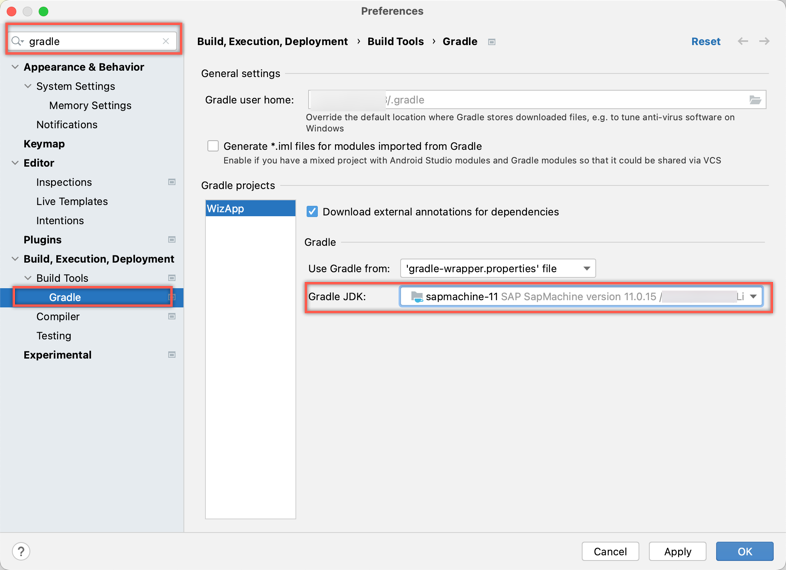 Preferences
gradle
Appearance & Behavior
System Settings
Memory Settings
Notifications
Keymap
Editor
Inspections
Live Templates
Intentions
Plugins
Build, Execution, Deployment
Build Tools
Gradle
Compiler
Testing
Experimental
Build, Execution, Deployment › Build Tools › Gradle
Reset
General settings
Gradle user home: /.gradle
Override the default location where Gradle stores downloaded files, e.g. to tune anti-virus software on
Windows
Generate *.iml files for modules imported from Gradle
Enable if you have a mixed project with Android Studio modules and Gradle modules so that it could be shared via VCS
Gradle projects
WizApp
Download external annotations for dependencies
Gradle
Use Gradle from: 'gradle-wrapper.properties' file
Gradle JDK: sapmachine-11 SAP SapMachine version 11.0.15 / Li
?
Cancel
Apply
OK